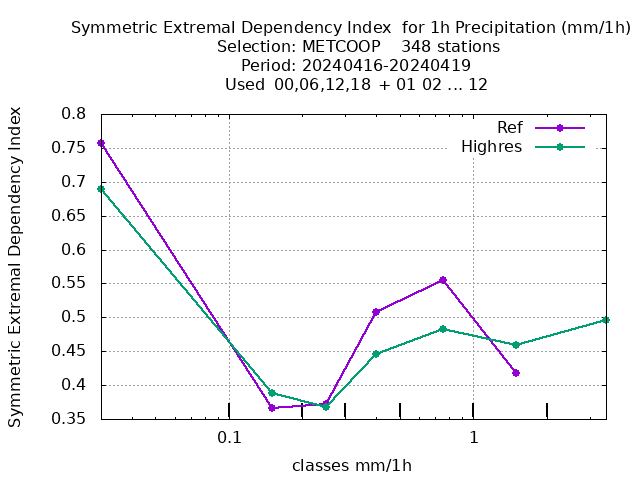 Symmetric Extremal Dependency Index for 1h Precipitation (mm/1h)
Selection: METCOOP 348 stations
Period: 20240416-20240419
Used 00,06,12,18 + 01 02 ... 12
Symmetric Extremal Dependency Index
0.8
0.75
0.7
0.65
0.6
0.55
0.5
0.45
0.4
0.35
Ref
Highres
0.1
1
classes mm/1h